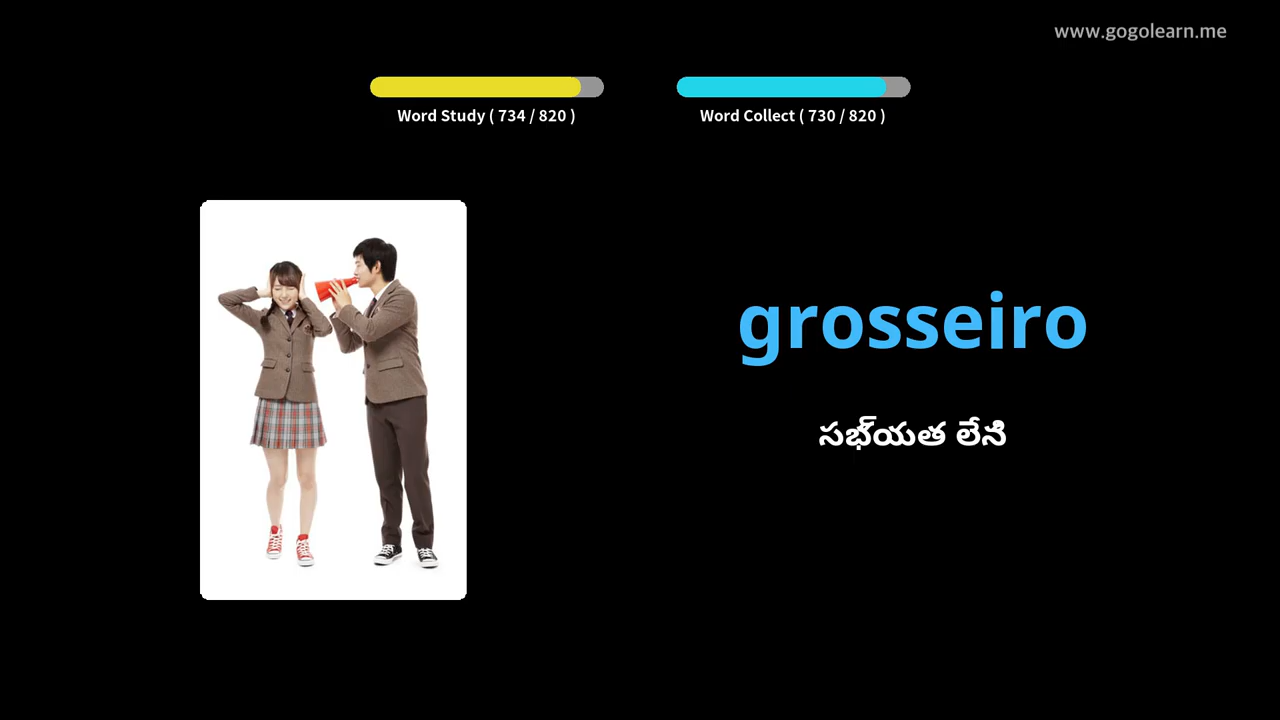 www.gogolearn.me
Word Study ( 734 / 820 )
Word Collect ( 730 / 820 )
grosseiro
సభ్యత లేని